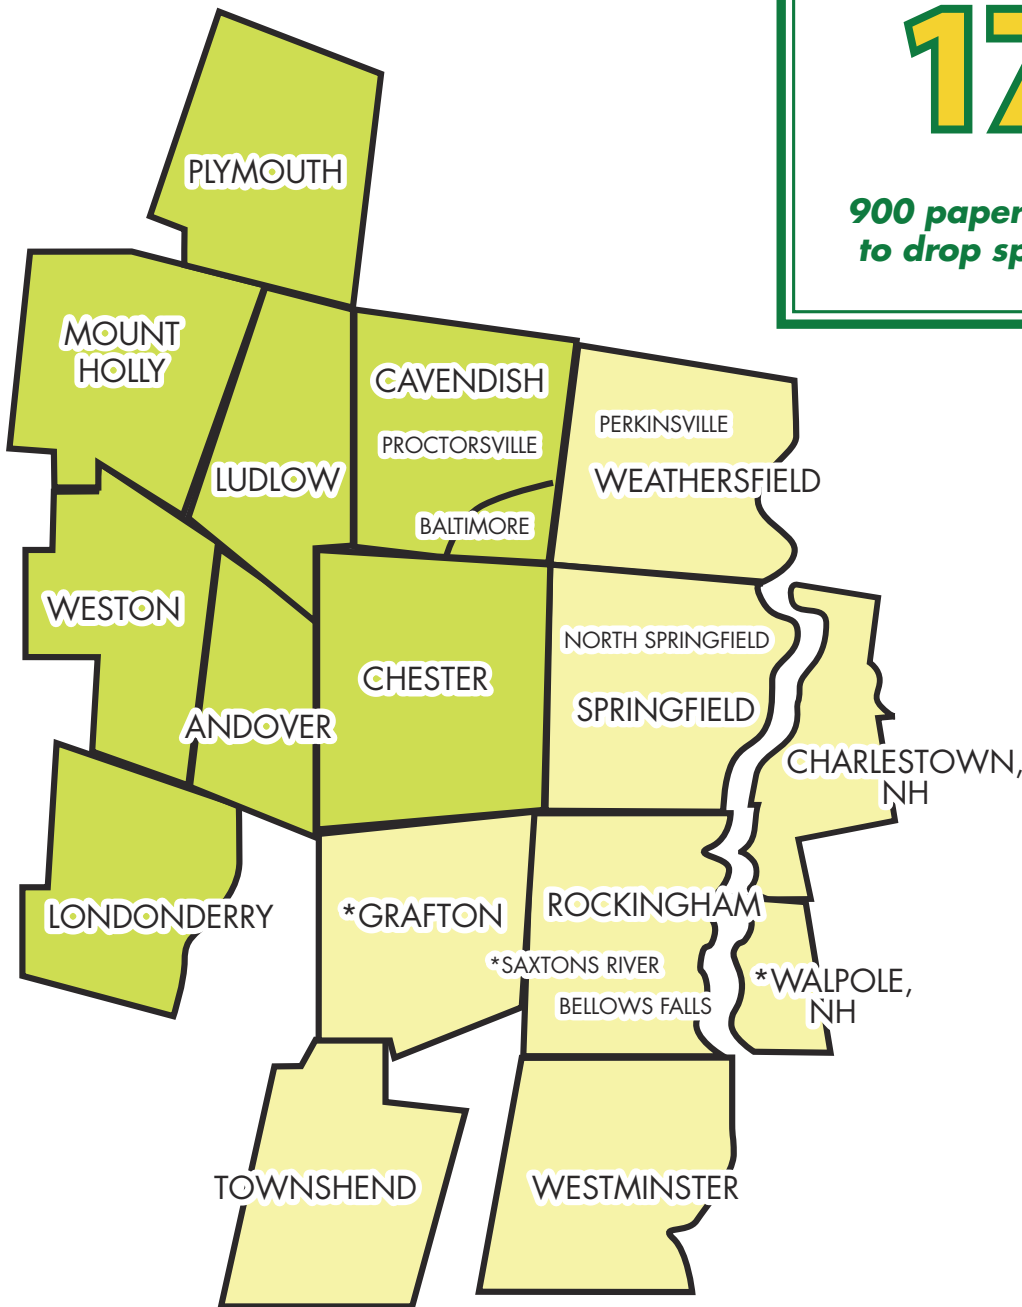 17
900 paper
to drop sp
PLYMOUTH
MOUNT
HOLLY
CAVENDISH
PROCTORSVILLE
LUDLOW
BALTIMORE
PERKINSVILLE
WEATHERSFIELD
WESTON
NORTH SPRINGFIELD
CHESTER
SPRINGFIELD
ANDOVER
CHARLESTOWN,
NH
LONDONDERRY
*GRAFTON
ROCKINGHAM
*SAXTONS RIVER
BELLOWS FALLS
*WALPOLE,
NH
TOWNSHEND
WESTMINSTER